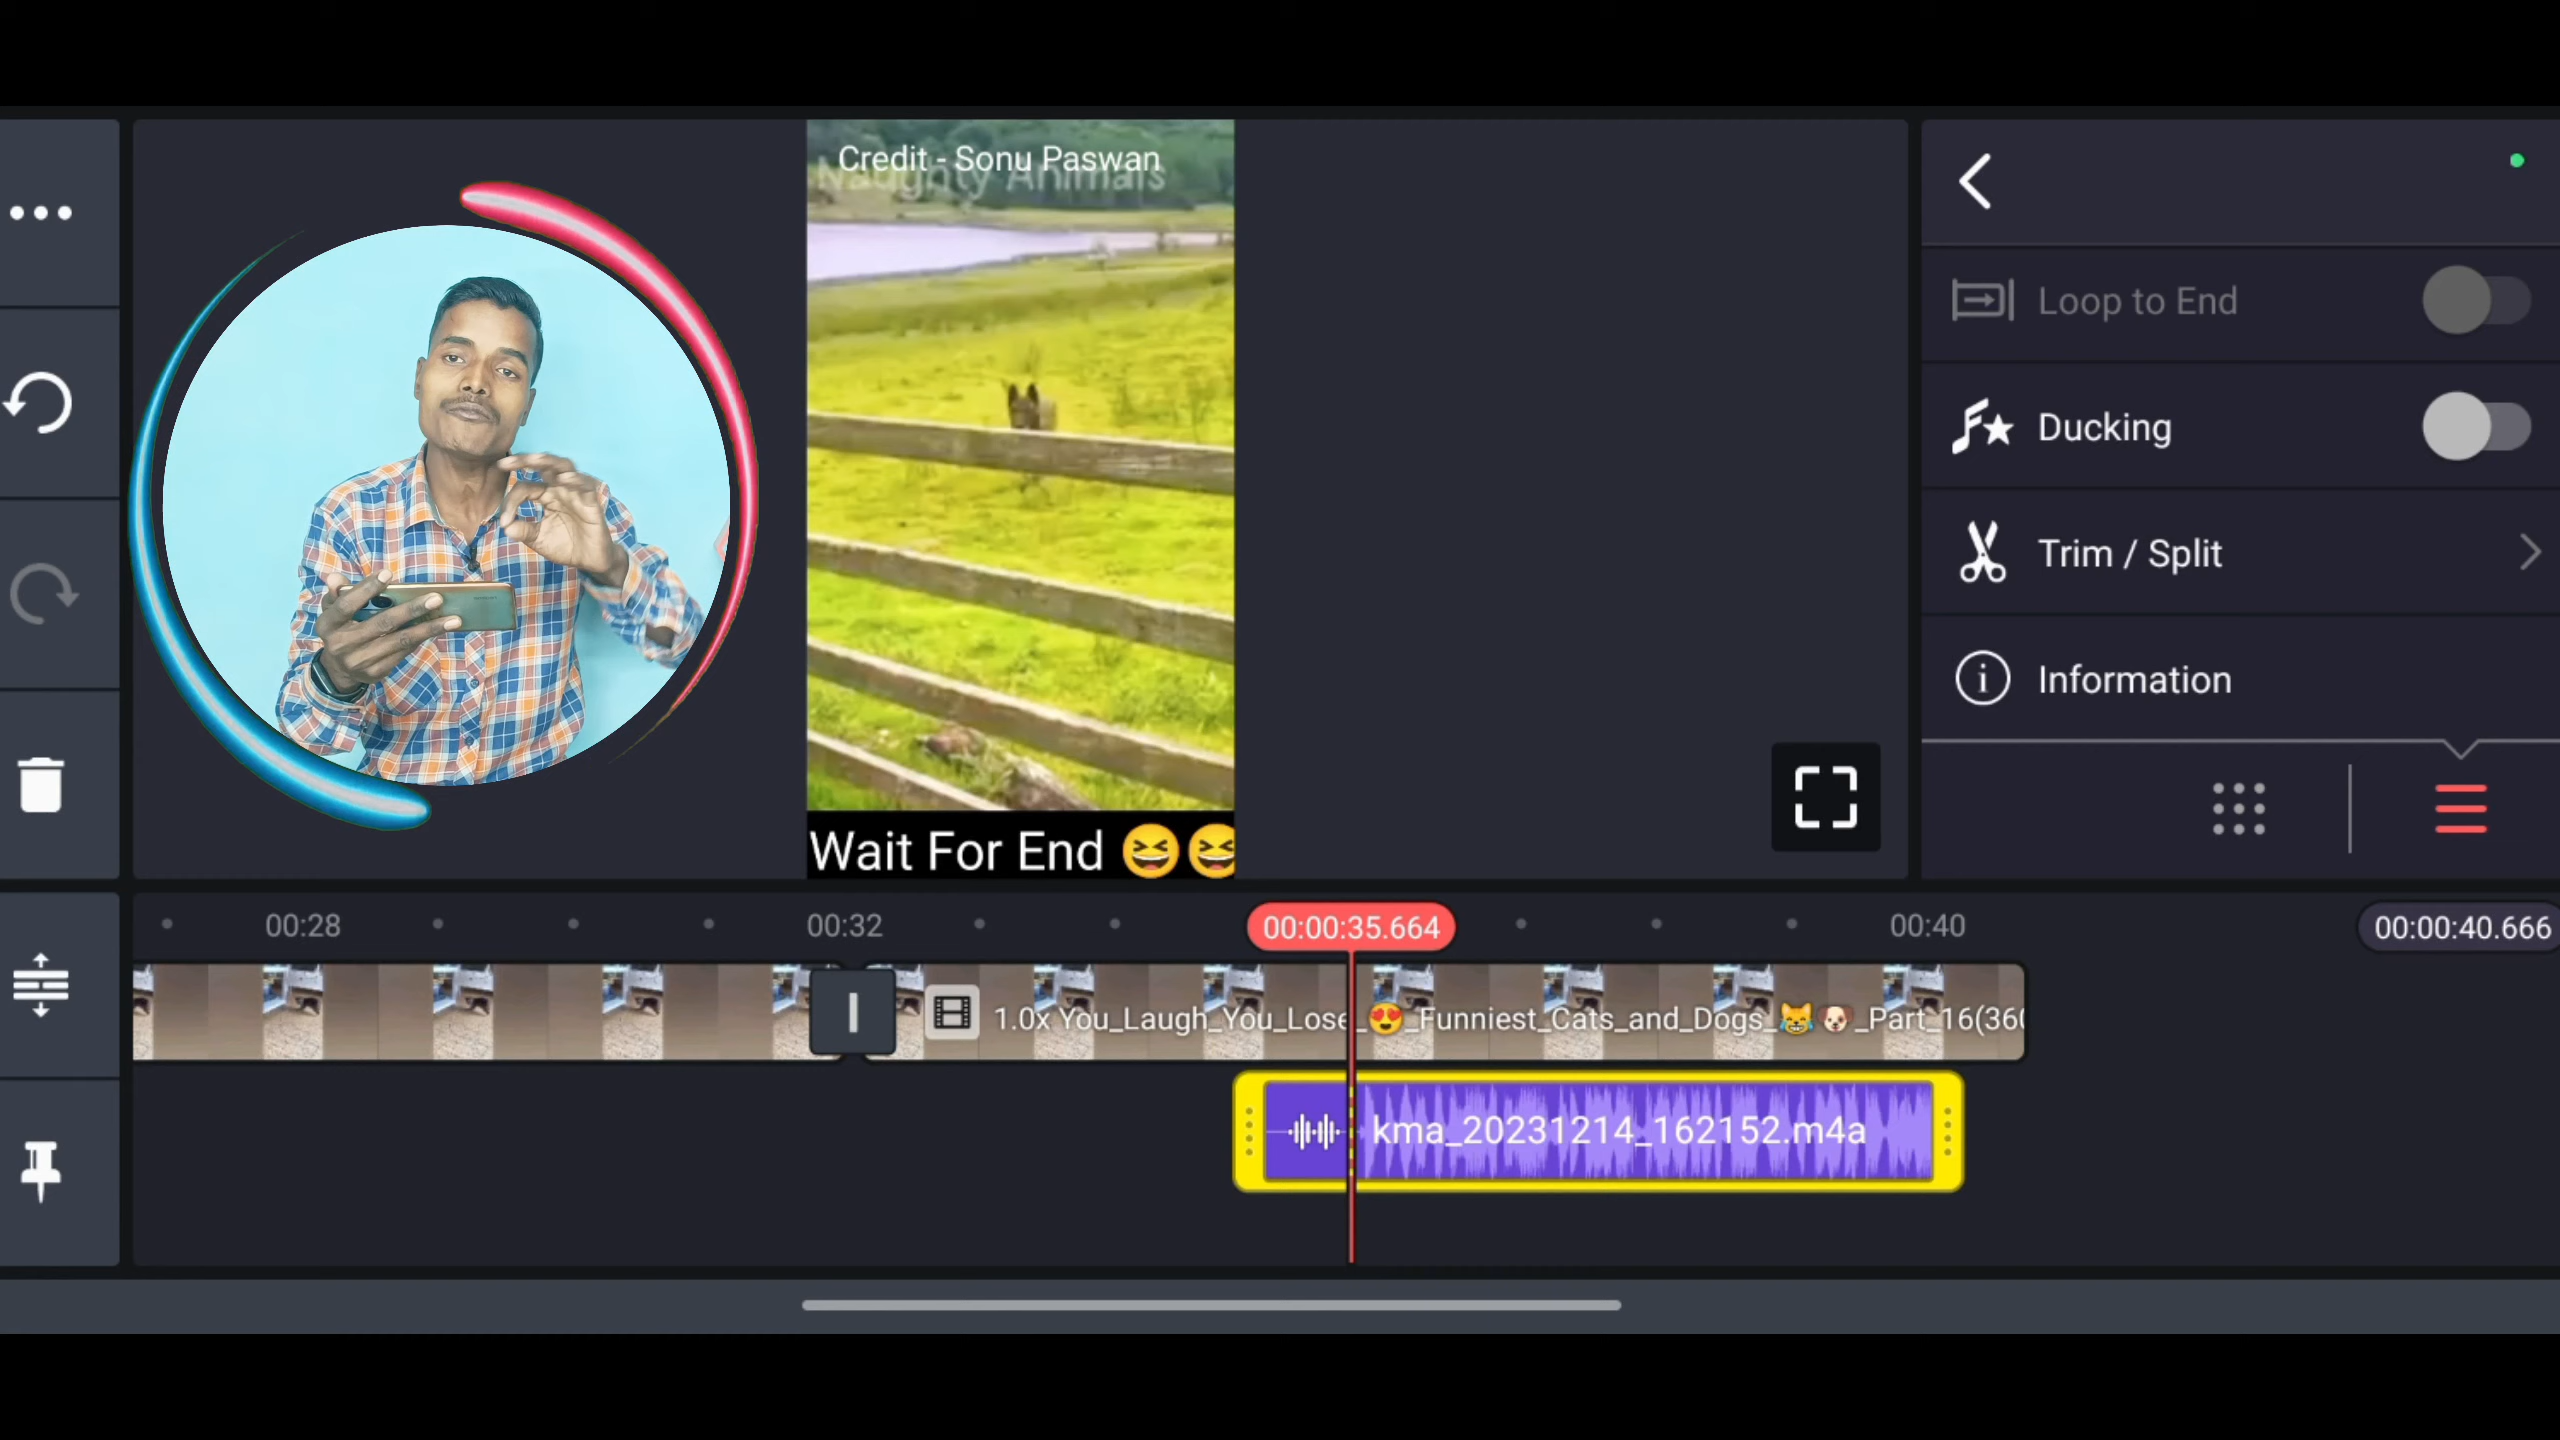 Credit - Sonu Paswan
Naughty Animals
Wait For End 😆😆
Loop to End
Ducking
Trim / Split
Information
00:28
00:32
00:00:35.664
00:40
00:00:40.666
1.0x You_Laugh_You_Lose_😍_Funniest_Cats_and_Dogs_😹🐶_Part_16(360
kma_20231214_162152.m4a